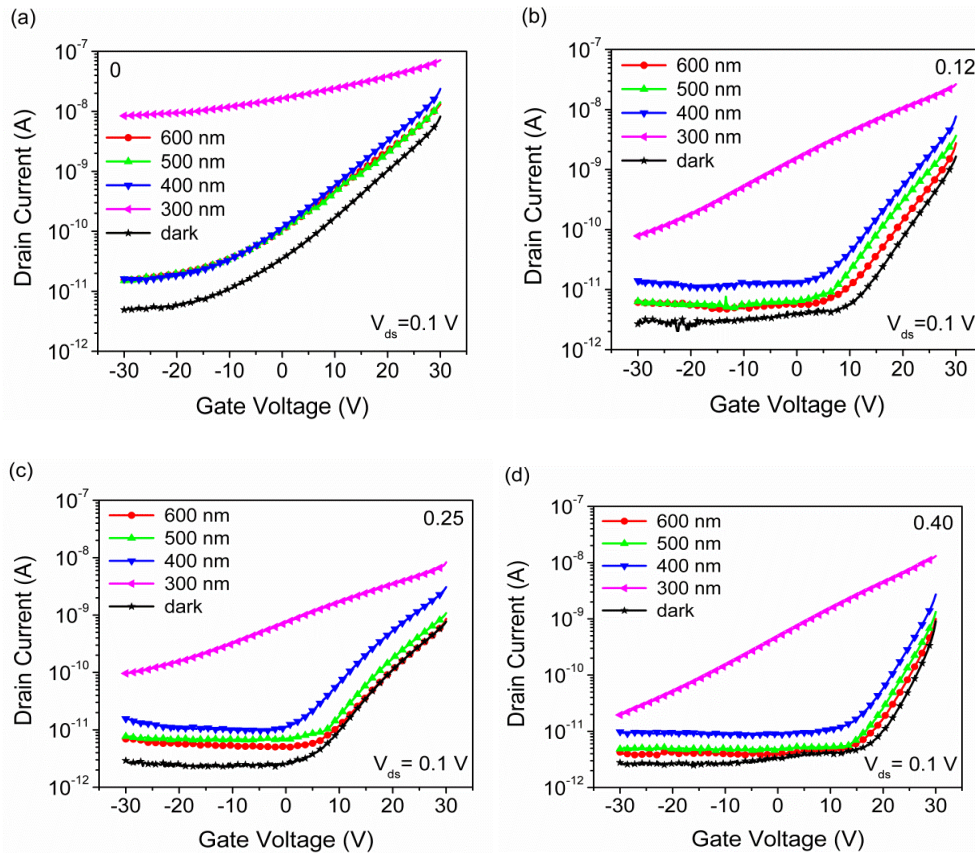 (a)
Drain Current (A)
10⁻⁷
10⁻⁸
10⁻⁹
10⁻¹⁰
10⁻¹¹
10⁻¹²
0
600 nm
500 nm
400 nm
300 nm
dark
Vds=0.1 V
-30 -20 -10 0 10 20 30
Gate Voltage (V)
(b)
Drain Current (A)
10⁻⁷
10⁻⁸
10⁻⁹
10⁻¹⁰
10⁻¹¹
10⁻¹²
0.12
600 nm
500 nm
400 nm
300 nm
dark
Vds=0.1 V
-30 -20 -10 0 10 20 30
Gate Voltage (V)
(c)
Drain Current (A)
10⁻⁷
10⁻⁸
10⁻⁹
10⁻¹⁰
10⁻¹¹
10⁻¹²
0.25
600 nm
500 nm
400 nm
300 nm
dark
Vds= 0.1 V
-30 -20 -10 0 10 20 30
Gate Voltage (V)
(d)
Drain Current (A)
10⁻⁷
10⁻⁸
10⁻⁹
10⁻¹⁰
10⁻¹¹
10⁻¹²
0.40
600 nm
500 nm
400 nm
300 nm
dark
Vds= 0.1 V
-30 -20 -10 0 10 20 30
Gate Voltage (V)